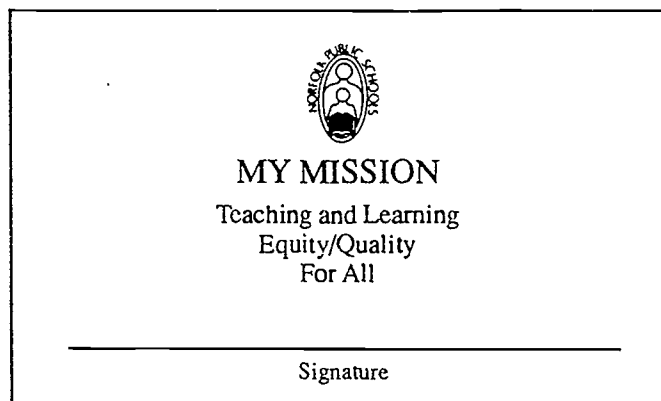 NORFOLK PUBLIC SCHOOLS
MY MISSION
Teaching and Learning
Equity/Quality
For All
Signature